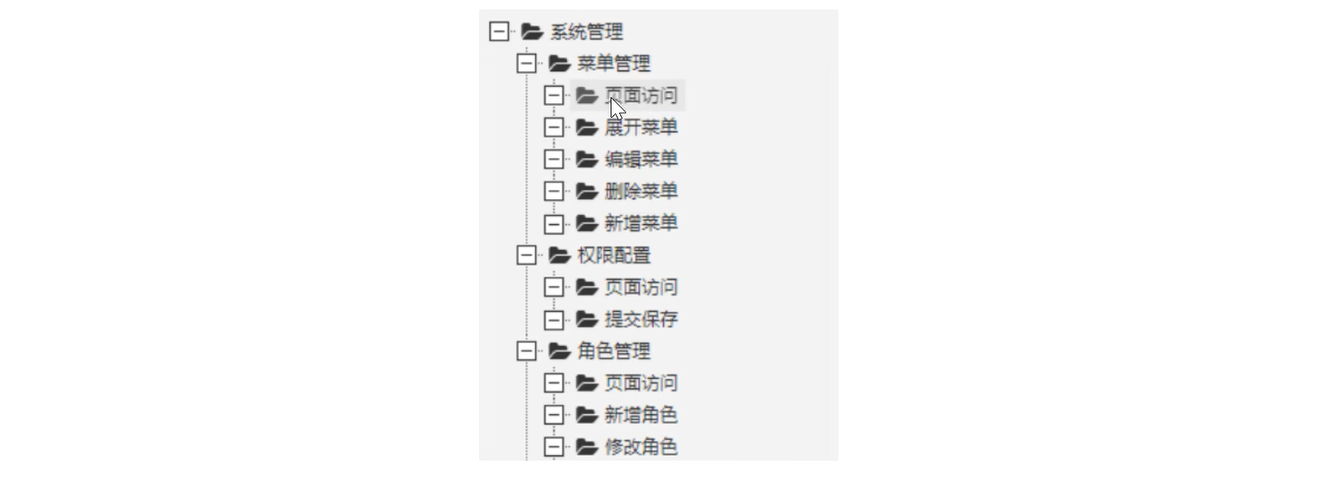 系统管理
菜单管理
页面访问
展开菜单
编辑菜单
删除菜单
新增菜单
权限配置
页面访问
提交保存
角色管理
页面访问
新增角色
修改角色